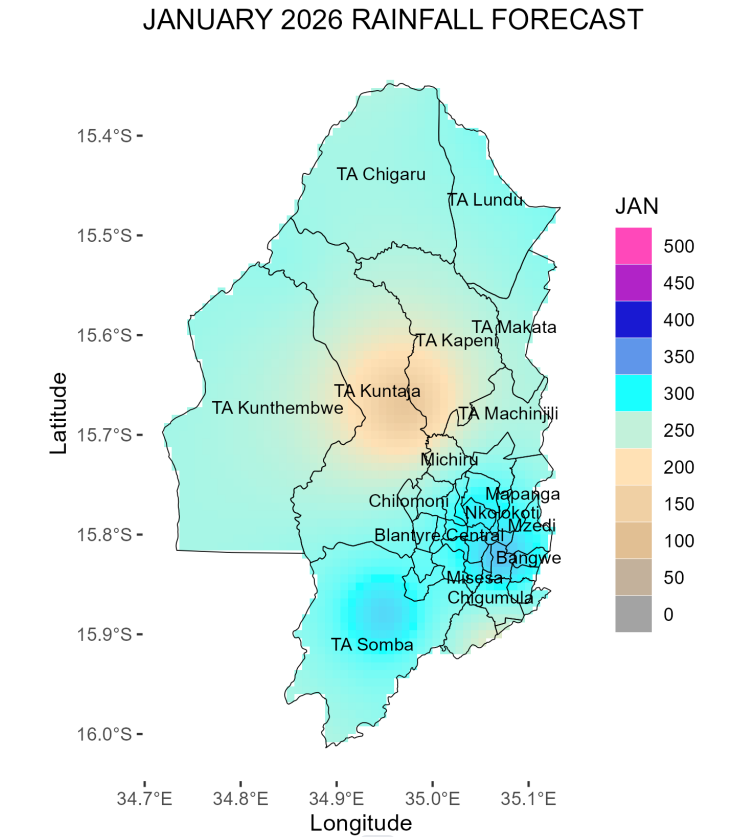 JANUARY 2026 RAINFALL FORECAST
15.4°S
15.5°S
15.6°S
15.7°S
15.8°S
15.9°S
16.0°S
Latitude
TA Chigaru
TA Lundu
TA Makata
TA Kapeni
TA Kuntaja
TA Kunthembwe
TA Machinjili
Michiru
Mapanga
Chilomoni
Nkolokoti
Mzedi
Blantyre Central
Bangwe
Misesa
Chigumula
TA Somba
JAN
500
450
400
350
300
250
200
150
100
50
0
34.7°E 34.8°E 34.9°E 35.0°E 35.1°E
Longitude